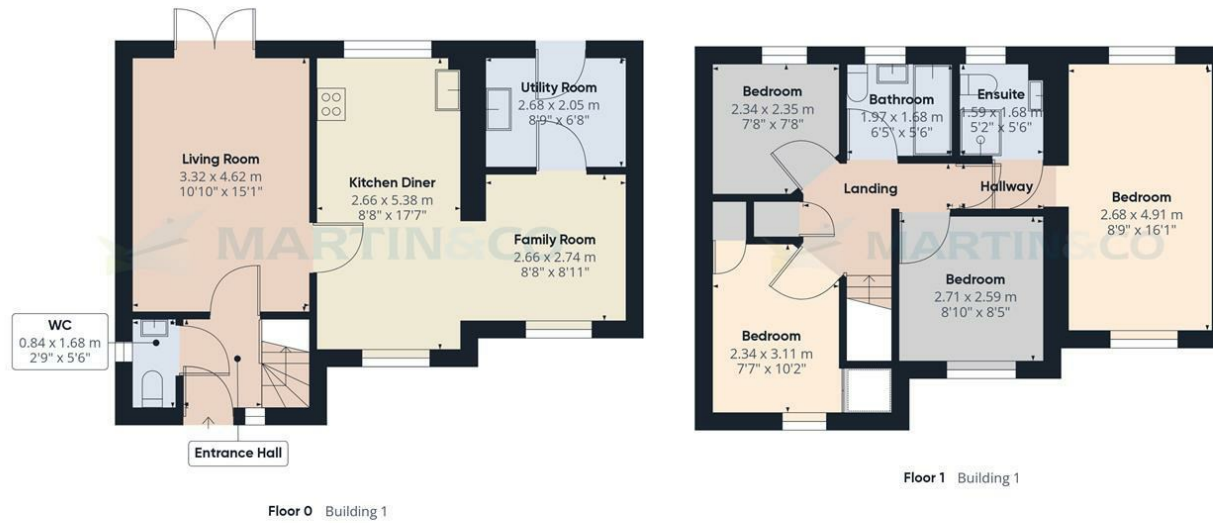 Living Room
3.32 x 4.62 m
10'10" x 15'1"
Kitchen Diner
2.66 x 5.38 m
8'8" x 17'7"
Utility Room
2.68 x 2.05 m
8'9" x 6'8"
Family Room
2.66 x 2.74 m
8'8" x 8'11"
WC
0.84 x 1.68 m
2'9" x 5'6"
Entrance Hall
MARTIN&CO
Floor 0 Building 1
Bedroom
2.34 x 2.35 m
7'8" x 7'8"
Bathroom
1.97 x 1.68 m
6'5" x 5'6"
Ensuite
1.59 x 1.68 m
5'2" x 5'6"
Landing
Hallway
Bedroom
2.68 x 4.91 m
8'9" x 16'1"
MARTIN&CO
Bedroom
2.71 x 2.59 m
8'10" x 8'5"
Bedroom
2.34 x 3.11 m
7'7" x 10'2"
Floor 1 Building 1